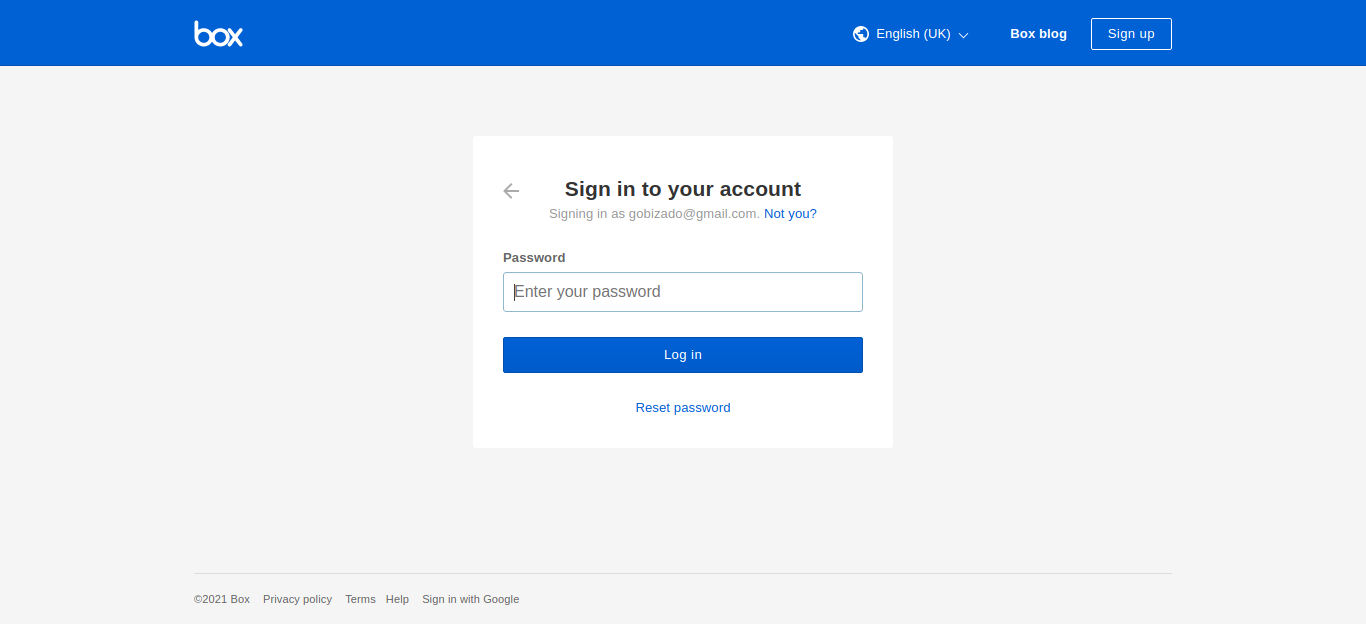 box
English (UK)
Box blog
Sign up
Sign in to your account
Signing in as gobizado@gmail.com. Not you?
Password
Enter your password
Log in
Reset password
©2021 Box Privacy policy Terms Help Sign in with Google